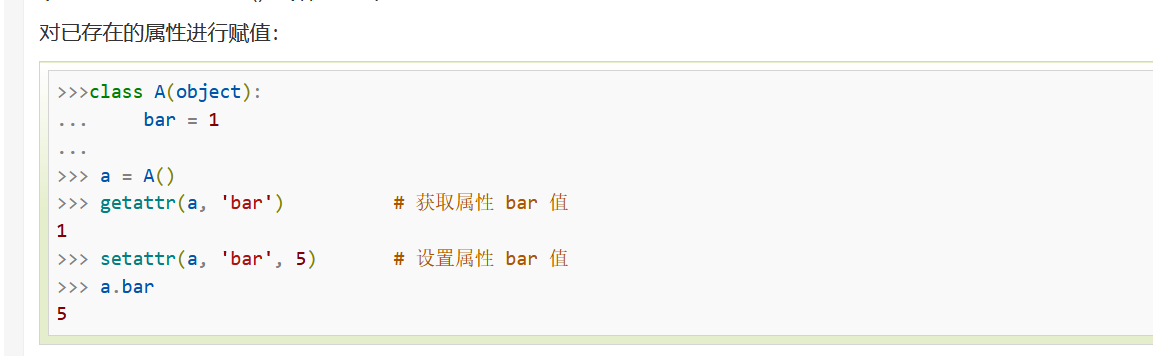 对已存在的属性进行赋值：
>>>class A(object):
...     bar = 1
...
>>> a = A()
>>> getattr(a, 'bar')          # 获取属性 bar 值
1
>>> setattr(a, 'bar', 5)       # 设置属性 bar 值
>>> a.bar
5